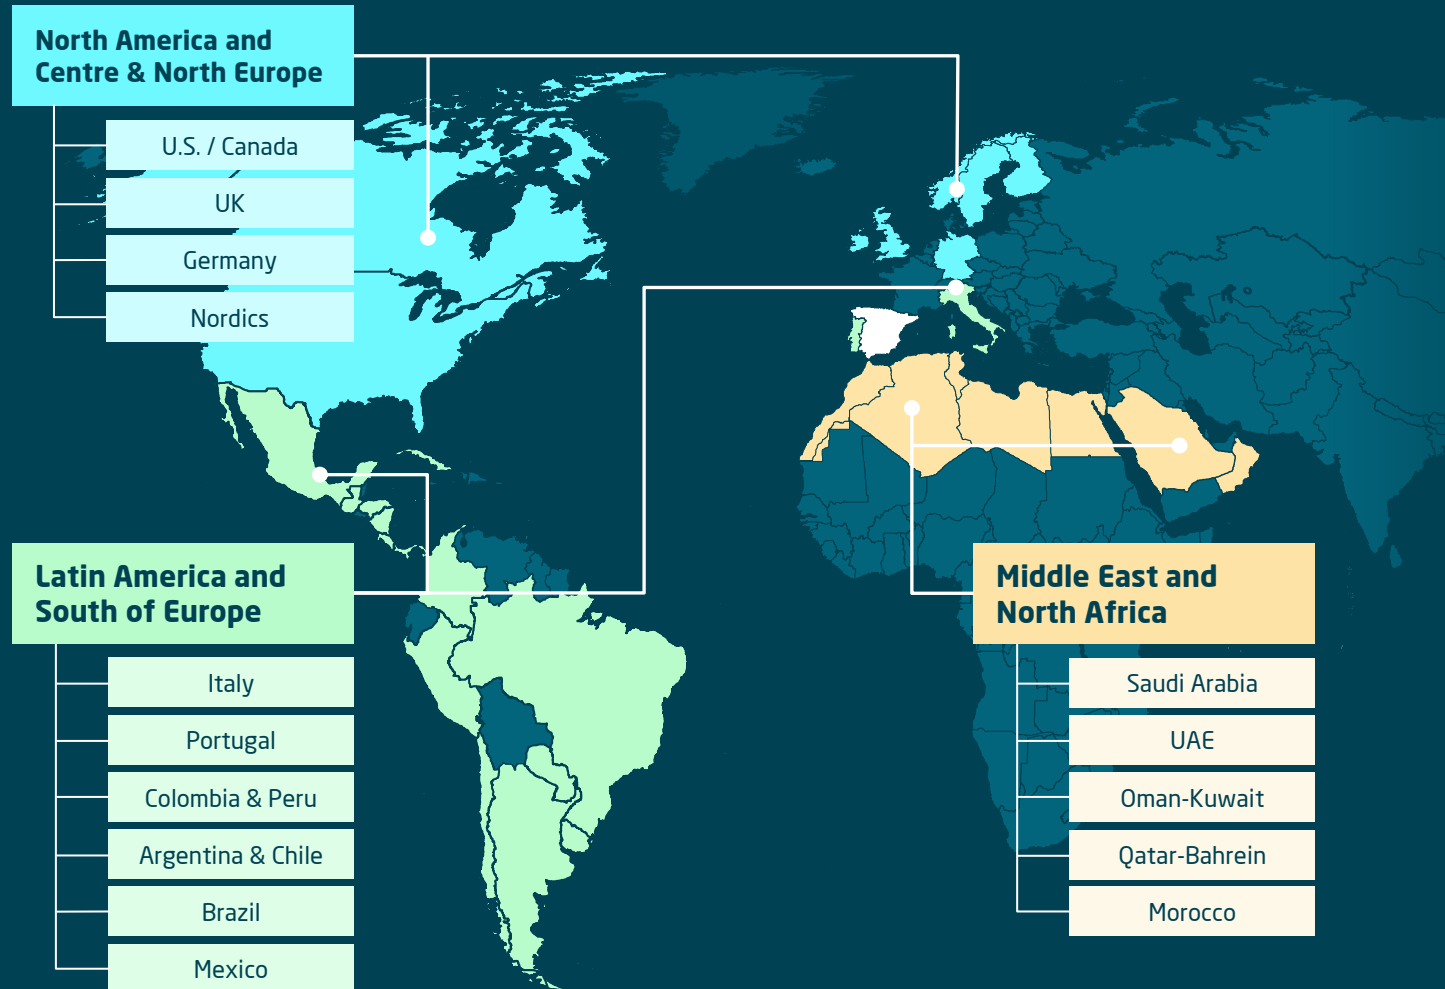 North America and
Centre & North Europe
U.S. / Canada
UK
Germany
Nordics
Latin America and
South of Europe
Italy
Portugal
Colombia & Peru
Argentina & Chile
Brazil
Mexico
Middle East and
North Africa
Saudi Arabia
UAE
Oman-Kuwait
Qatar-Bahrein
Morocco